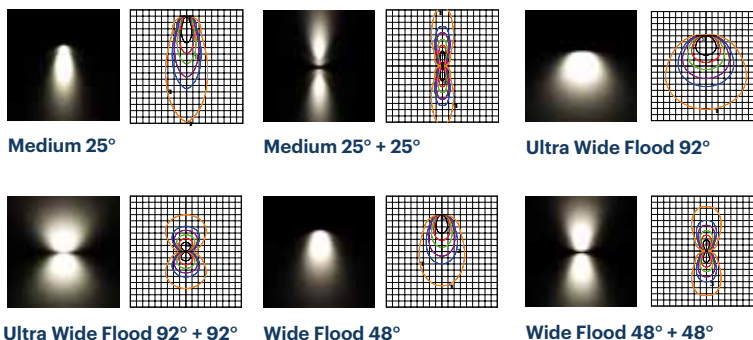 Medium 25°
Medium 25° + 25°
Ultra Wide Flood 92°
Ultra Wide Flood 92° + 92°
Wide Flood 48°
Wide Flood 48° + 48°